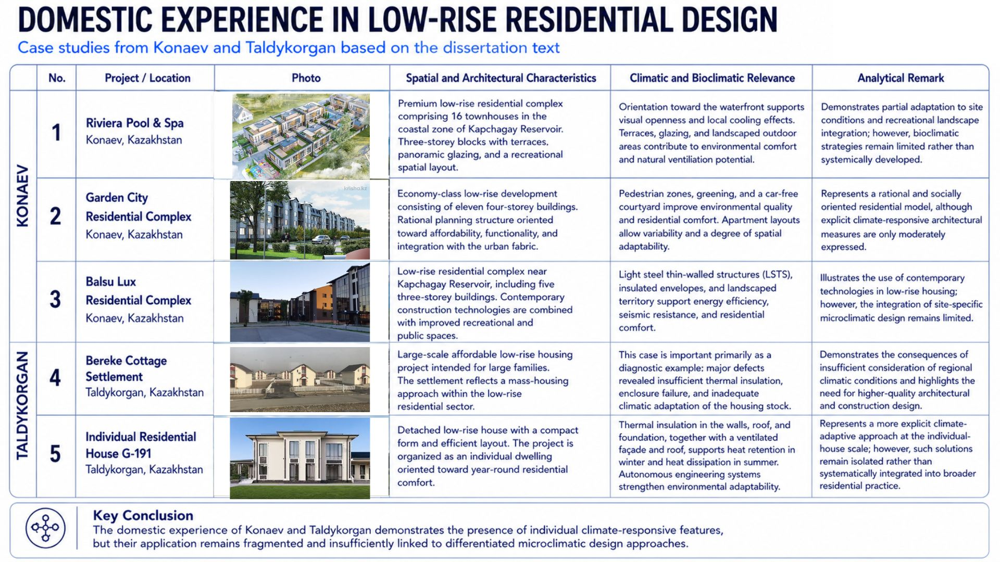 DOMESTIC EXPERIENCE IN LOW-RISE RESIDENTIAL DESIGN
Case studies from Konaev and Taldykorgan based on the dissertation text
No.
Project / Location
Photo
Spatial and Architectural Characteristics
Climatic and Bioclimatic Relevance
Analytical Remark
KONAEV
1
Riviera Pool & Spa
Konaev, Kazakhstan
Premium low-rise residential complex
comprising 16 townhouses in the
coastal zone of Kapchagay Reservoir.
Three-storey blocks with terraces.
panoramic glazing, and a recreational
spatial layout.
Orientation toward the waterfront supports
visual openness and local cooling effects.
Terraces, glazing, and landscaped outdoor
areas contribute to environmental comfort
and natural ventiliation potential.
Demonstrates partial adaptation to site
conditions and recreational landscape
integration; however, bioclimatic
strategies remain limited rather than
systemically developed.
2
Garden City
Residential Complex
Konaev, Kazakhstan
krisha.kz
Economy-class low-rise development
consisting of eleven four-storey buildings.
Rational planning structure oriented
toward affordability, functionality, and
integration with the urban fabric.
Pedestrian zones, greening, and a car-free
courtyard improve environmental quality
and residential comfort. Apartment layouts
allow variability and a degree of spatial
adaptability.
Represents a rational and socially
oriented residential model, although
explicit climate-responsive architectural
measures are only moderately
expressed.
3
Balsu Lux
Residential Complex
Konaev, Kazakhstan
Low-rise residential complex near
Kapchagay Reservoir, including five
three-storey buildings. Contemporary
construction technologies are combined
with improved recreational and
public spaces.
Light steel thin-walled structures (LSTS),
insulated envelopes, and landscaped
territory support energy efficiency,
seismic resistance, and residential
comfort.
Illustrates the use of contemporary
technologies in low-rise housing;
however, the integration of site-specific
microclimatic design remains limited.
TALDYKORGAN
4
Bereke Cottage
Settlement
Taldykorgan, Kazakhstan
Large-scale affordable low-rise housing
project intended for large families.
The settlement reflects a mass-housing
approach within the low-rise
residential sector.
This case is important primarily as a
diagnostic example; major defects
revealed insufficient thermal insulation,
enclosure failure, and inadequate
climatic adaptation of the housing stock.
Demonstrates the consequences of
insufficient consideration of regional
climatic conditions and highlights the
need for higher-quality architectural
and construction design.
5
Individual Residential
House G-191
Taldykorgan, Kazakhstan
Detached low-rise house with a compact
form and efficient layout. The project is
organized as an individual dwelling
oriented toward year-round residential
comfort.
Thermal insulation in the walls, roof, and
foundation, together with a ventilated
façade and roof, supports heat retention in
winter and heat dissipation in summer.
Autonomous engineering systems
strengthen environmental adaptability.
Represents a more explicit climate-
adaptive approach at the individual-
house scale; however, such solutions
remain isolated rather than
systematically integrated into broader
residential practice.
Key Conclusion
The domestic experience of Konaev and Taldykorgan demonstrates the presence of individual climate-responsive features,
but their application remains fragmented and insufficiently linked to differentiated microclimatic design approaches.